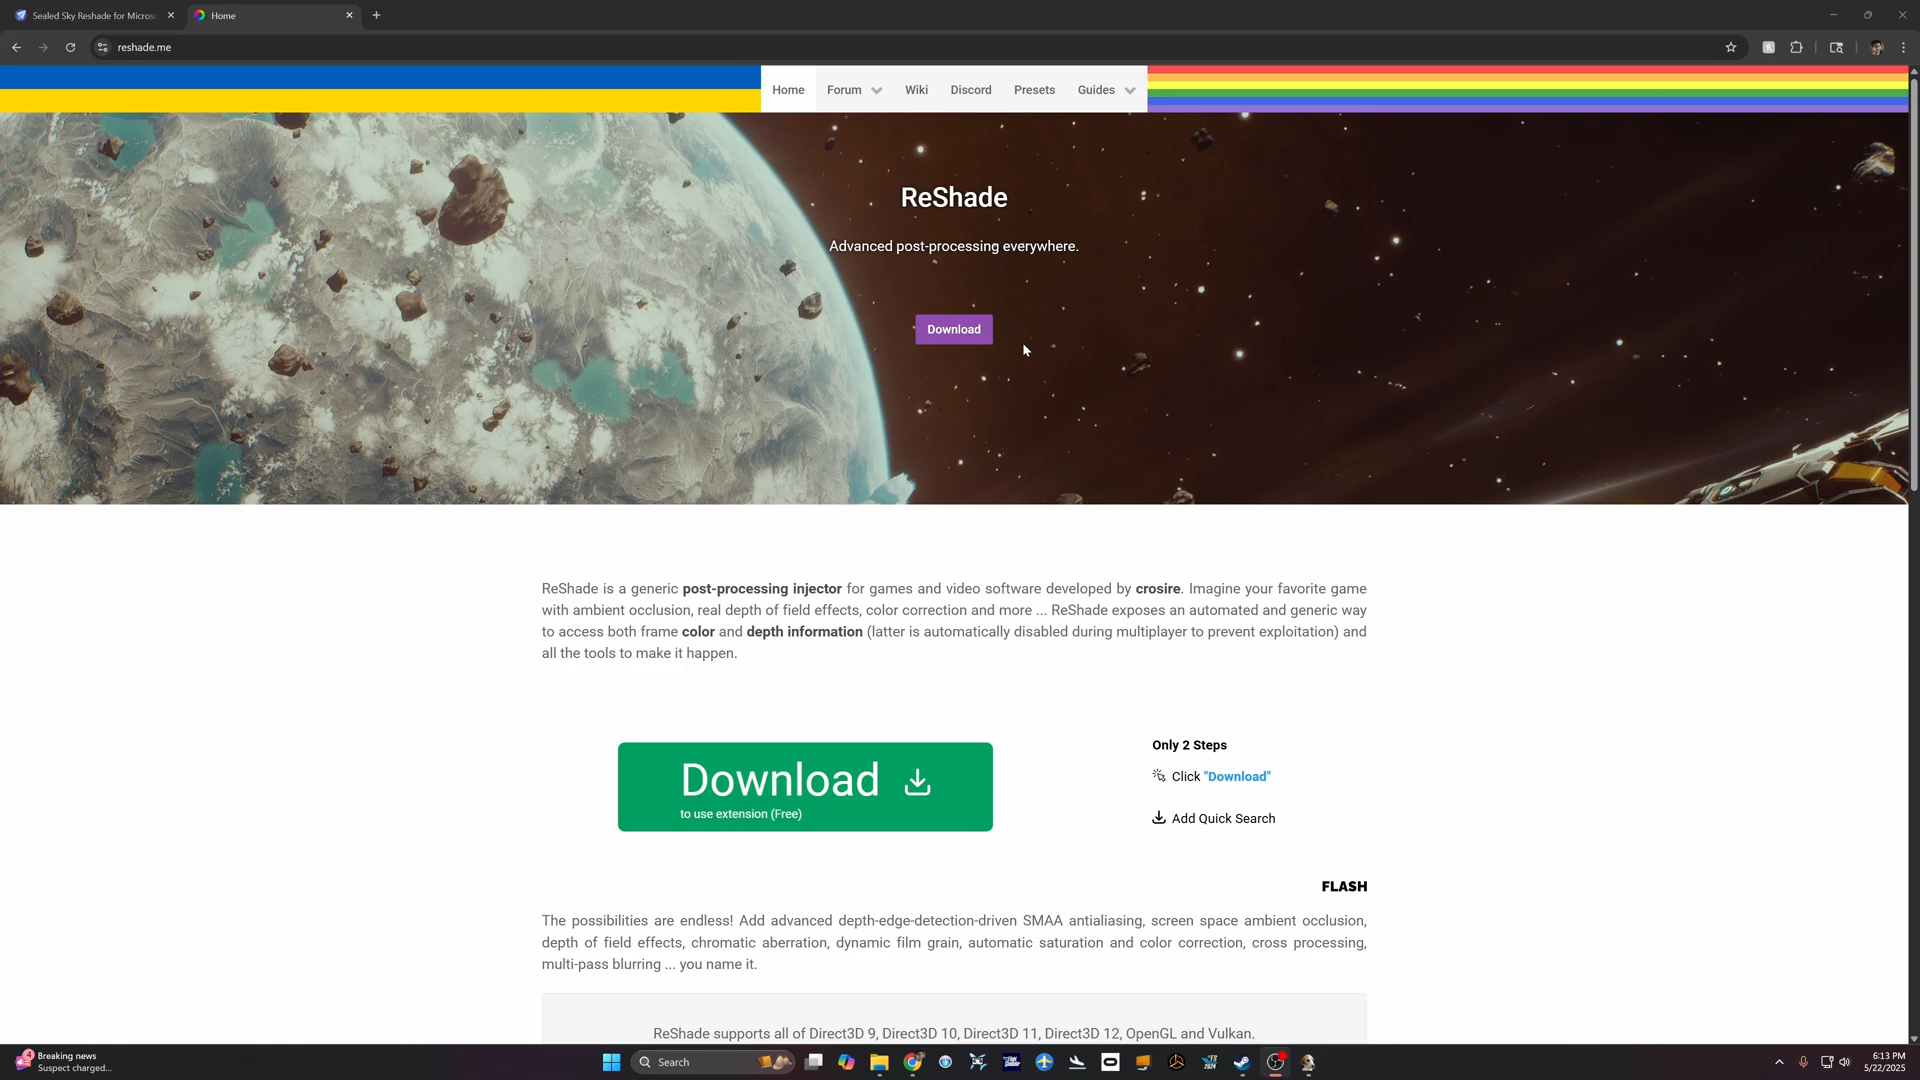 Sealed Sky Reshade for Micros
Home
reshade.me
Home
Forum
Wiki
Discord
Presets
Guides
ReShade
Advanced post-processing everywhere.
Download
ReShade is a generic post-processing injector for games and video software developed by crosire. Imagine your favorite game
with ambient occlusion, real depth of field effects, color correction and more ... ReShade exposes an automated and generic way
to access both frame color and depth information (latter is automatically disabled during multiplayer to prevent exploitation) and
all the tools to make it happen.
Download
to use extension (Free)
Only 2 Steps
Click "Download"
Add Quick Search
FLASH
The possibilities are endless! Add advanced depth-edge-detection-driven SMAA antialiasing, screen space ambient occlusion,
depth of field effects, chromatic aberration, dynamic film grain, automatic saturation and color correction, cross processing,
multi-pass blurring ... you name it.
ReShade supports all of Direct3D 9, Direct3D 10, Direct3D 11, Direct3D 12, OpenGL and Vulkan.
4
Breaking news
Suspect charged...
Search
6:13 PM
5/22/2025